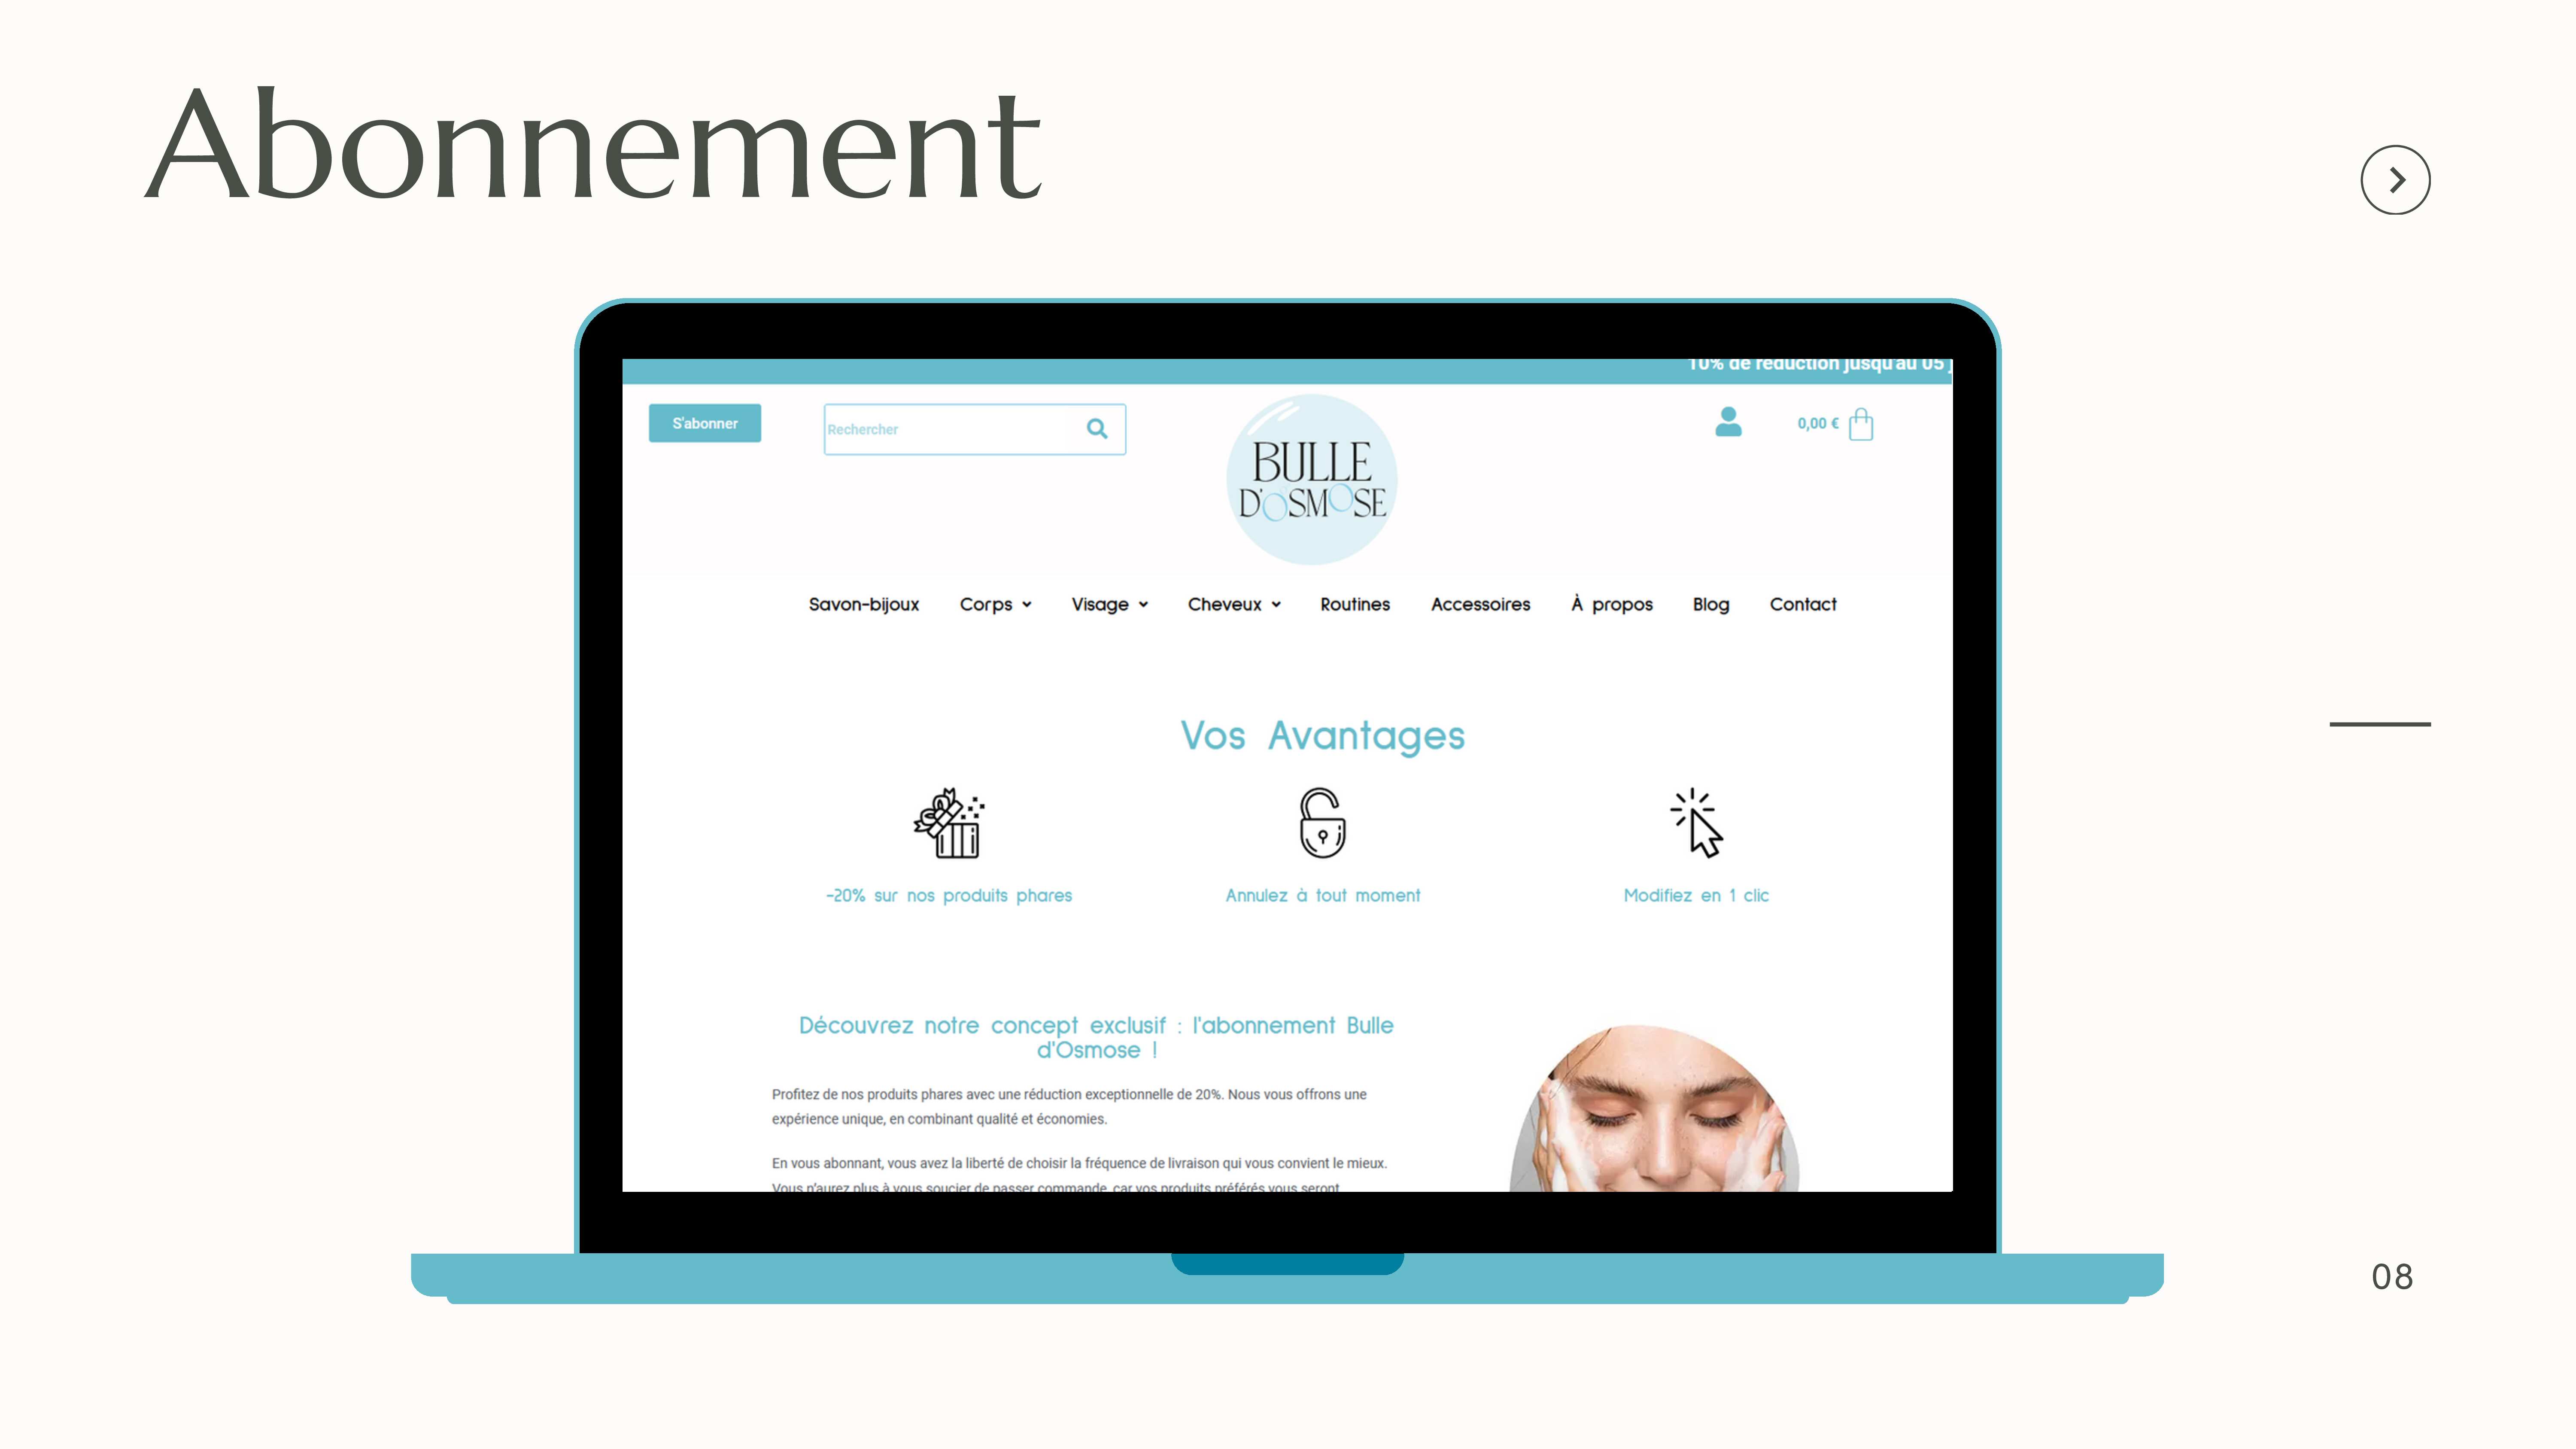 Abonnement
10% de réduction jusqu'au 05
S'abonner
Rechercher
BULLE
D'OSMOSE
0,00 €
Savon-bijoux Corps Visage Cheveux Routines Accessoires À propos Blog Contact
Vos Avantages
-20% sur nos produits phares
Annulez à tout moment
Modifiez en 1 clic
Découvrez notre concept exclusif : l'abonnement Bulle
d'Osmose !
Profitez de nos produits phares avec une réduction exceptionnelle de 20%. Nous vous offrons une
expérience unique, en combinant qualité et économies.
En vous abonnant, vous avez la liberté de choisir la fréquence de livraison qui vous convient le mieux.
Vous n'aurez plus à vous soucier de passer commande, car vos produits préférés vous seront
08